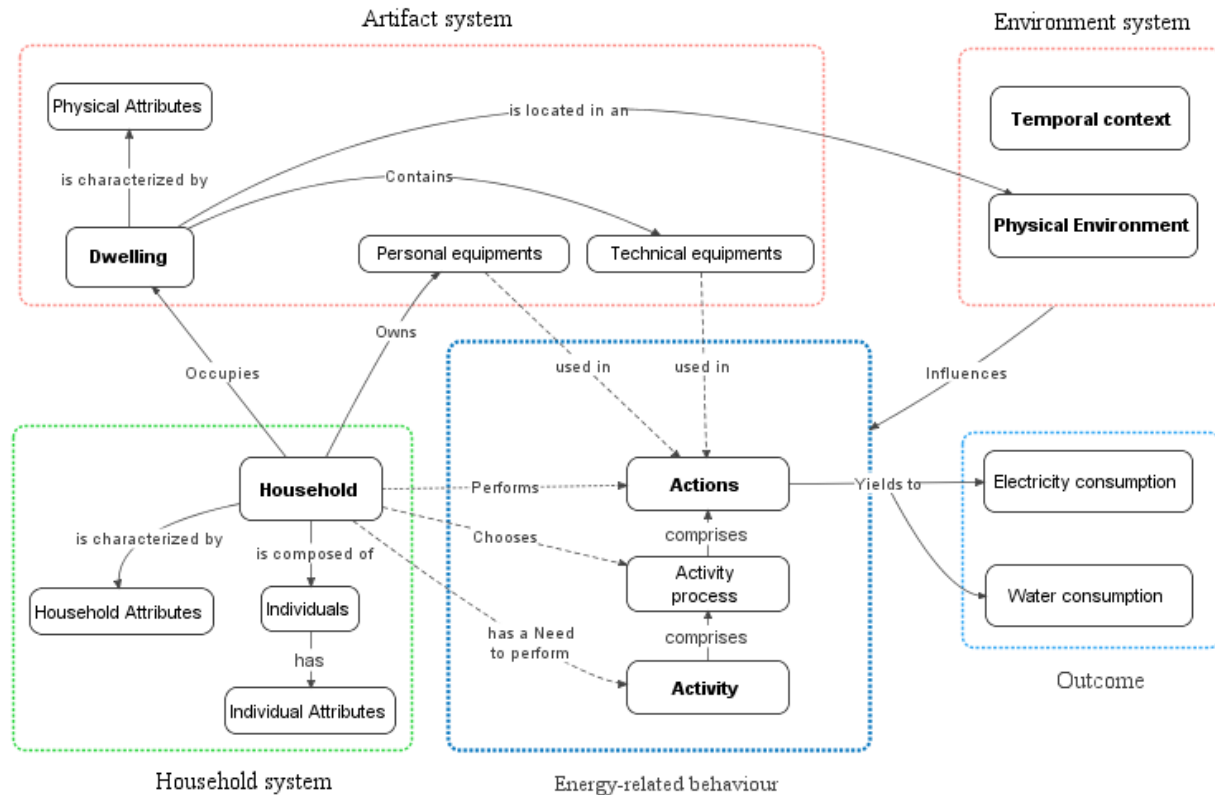 Artifact system
Environment system
Physical Attributes
is located in an
Temporal context
is characterized by
Contains
Physical Environment
Dwelling
Personal equipments
Technical equipments
Owns
Occupies
used in
used in
Influences
Household
Performs
Actions
Yields to
Electricity consumption
is characterized by
is composed of
Chooses
comprises
Household Attributes
Individuals
Activity
process
Water consumption
has a Need
to perform
comprises
has
Individual Attributes
Activity
Outcome
Household system
Energy-related behaviour